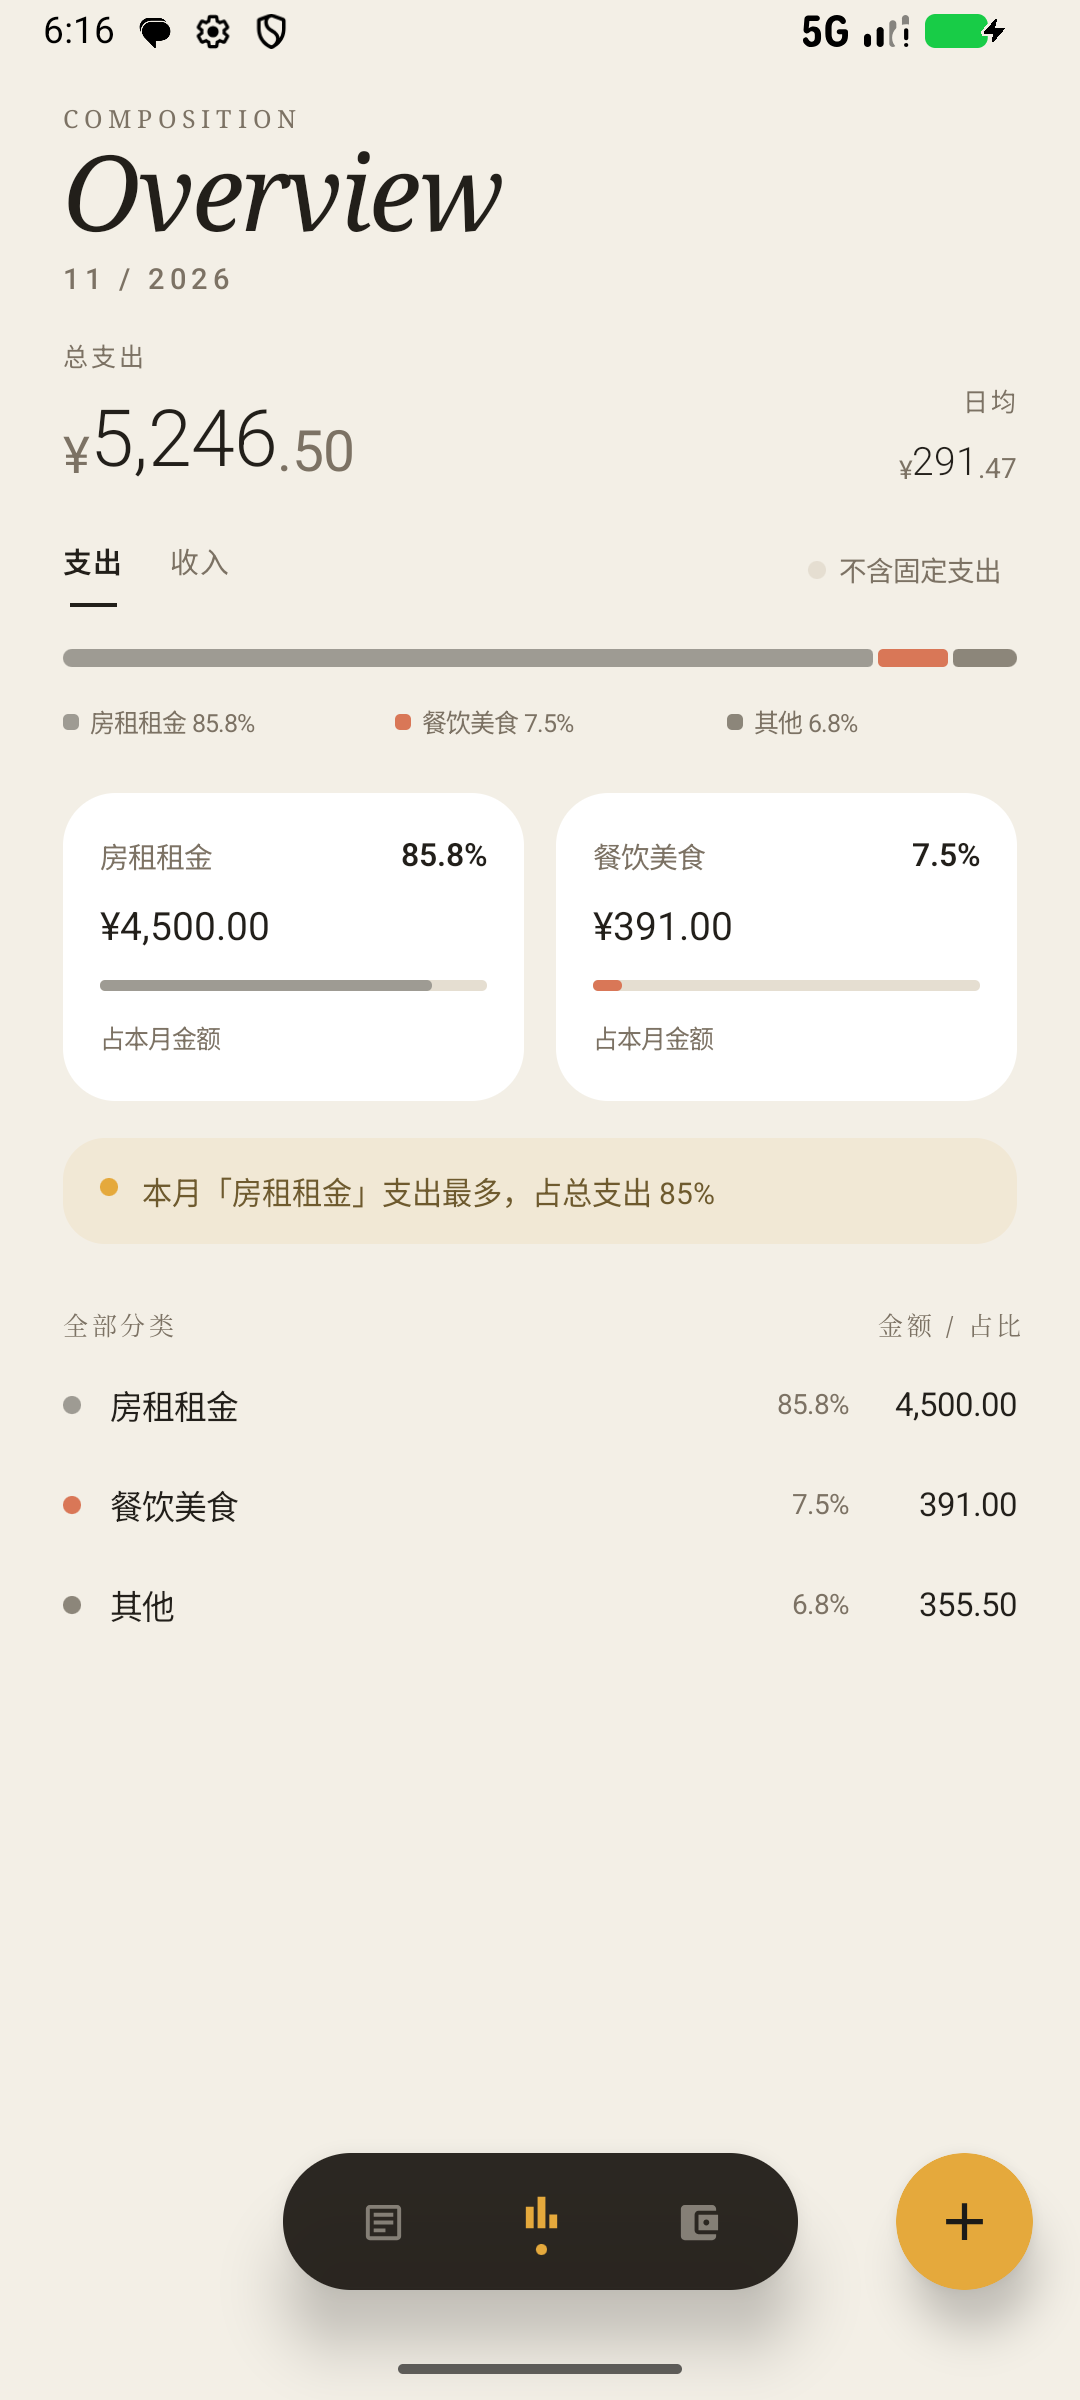 6:16 5G
COMPOSITION
Overview
11 / 2026
总支出
日均
¥5,246.50
¥291.47
支出 收入 不含固定支出
房租租金 85.8% 餐饮美食 7.5% 其他 6.8%
房租租金 85.8%
¥4,500.00
占本月金额
餐饮美食 7.5%
¥391.00
占本月金额
本月「房租租金」支出最多，占总支出 85%
全部分类 金额 / 占比
房租租金 85.8% 4,500.00
餐饮美食 7.5% 391.00
其他 6.8% 355.50